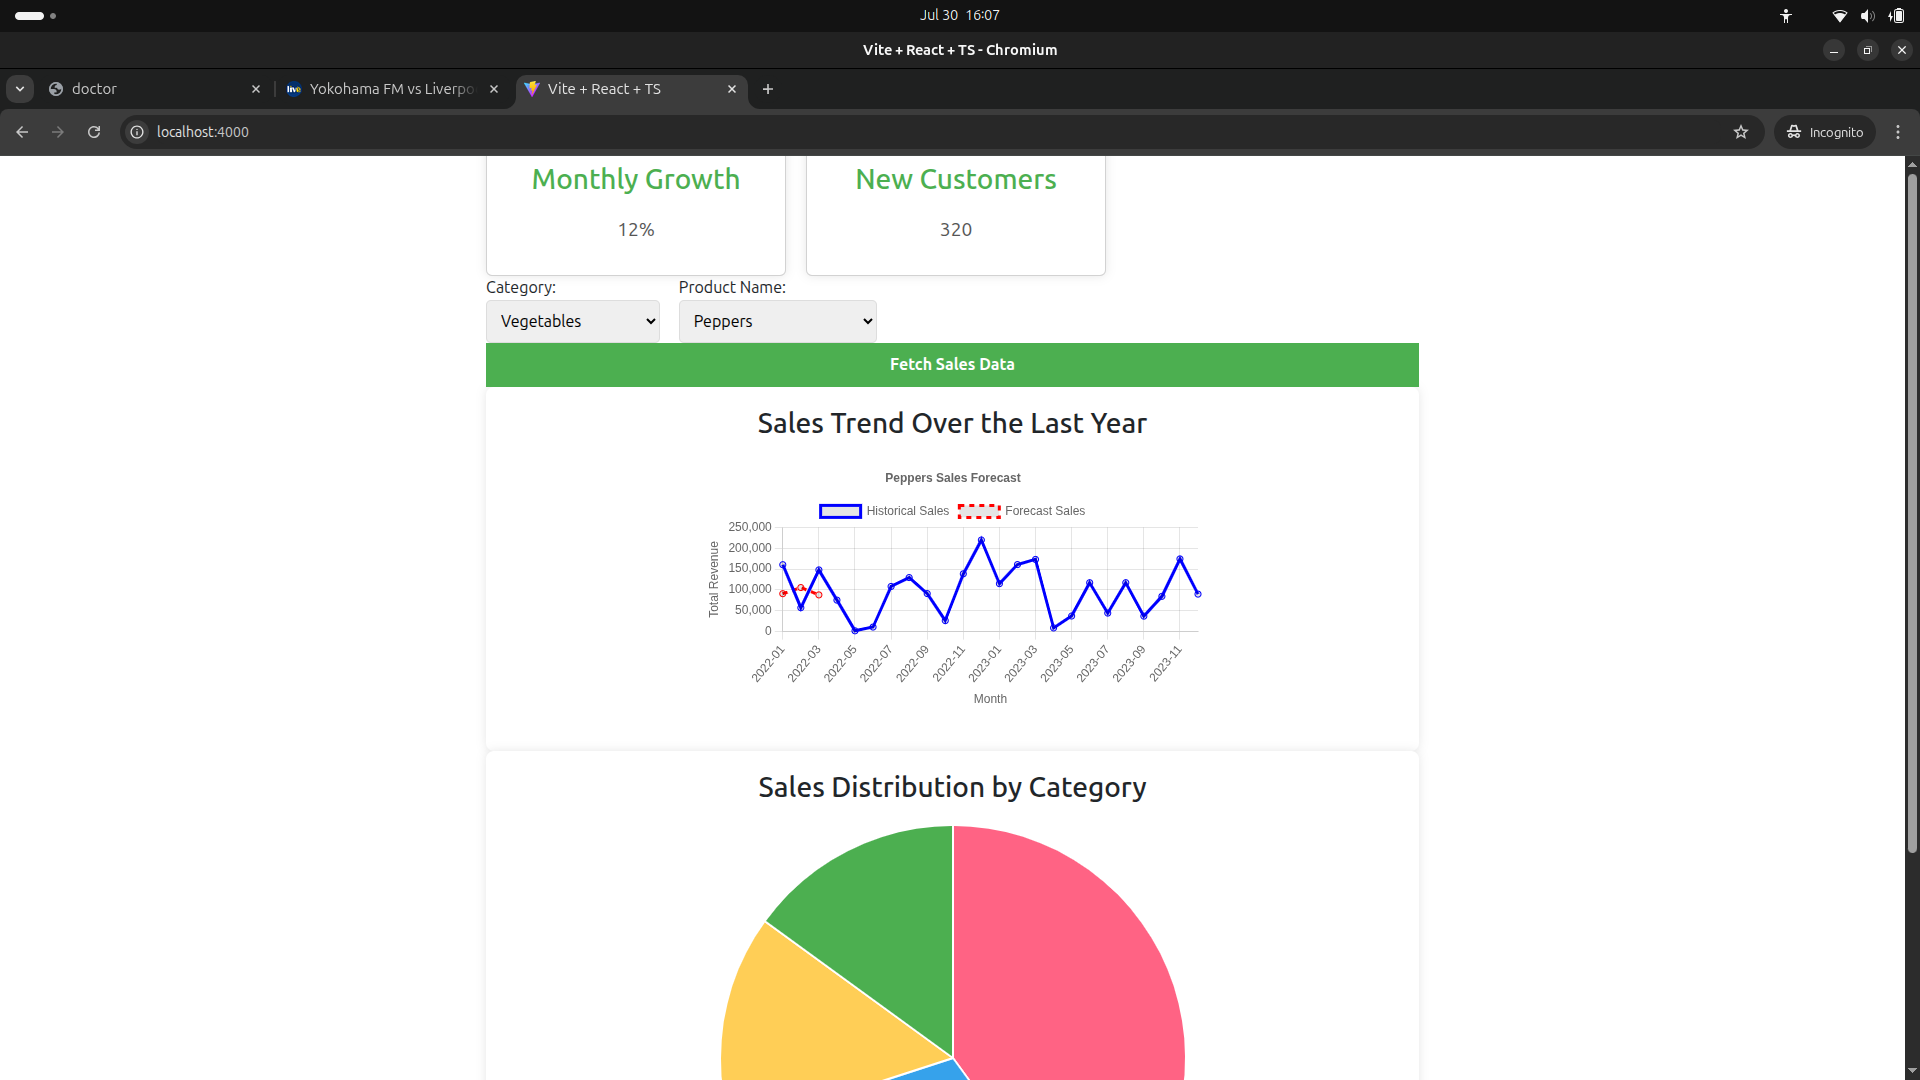 Jul 30 16:07
Vite + React + TS - Chromium
doctor
Yokohama FM vs Liverpo
Vite + React + TS
localhost:4000
Incognito
Monthly Growth
12%
New Customers
320
Category:
Vegetables
Product Name:
Peppers
Fetch Sales Data
Sales Trend Over the Last Year
Peppers Sales Forecast
Historical Sales
Forecast Sales
Total Revenue
250,000
200,000
150,000
100,000
50,000
0
2022-01
2022-03
2022-05
2022-07
2022-09
2022-11
2023-01
2023-03
2023-05
2023-07
2023-09
2023-11
Month
Sales Distribution by Category